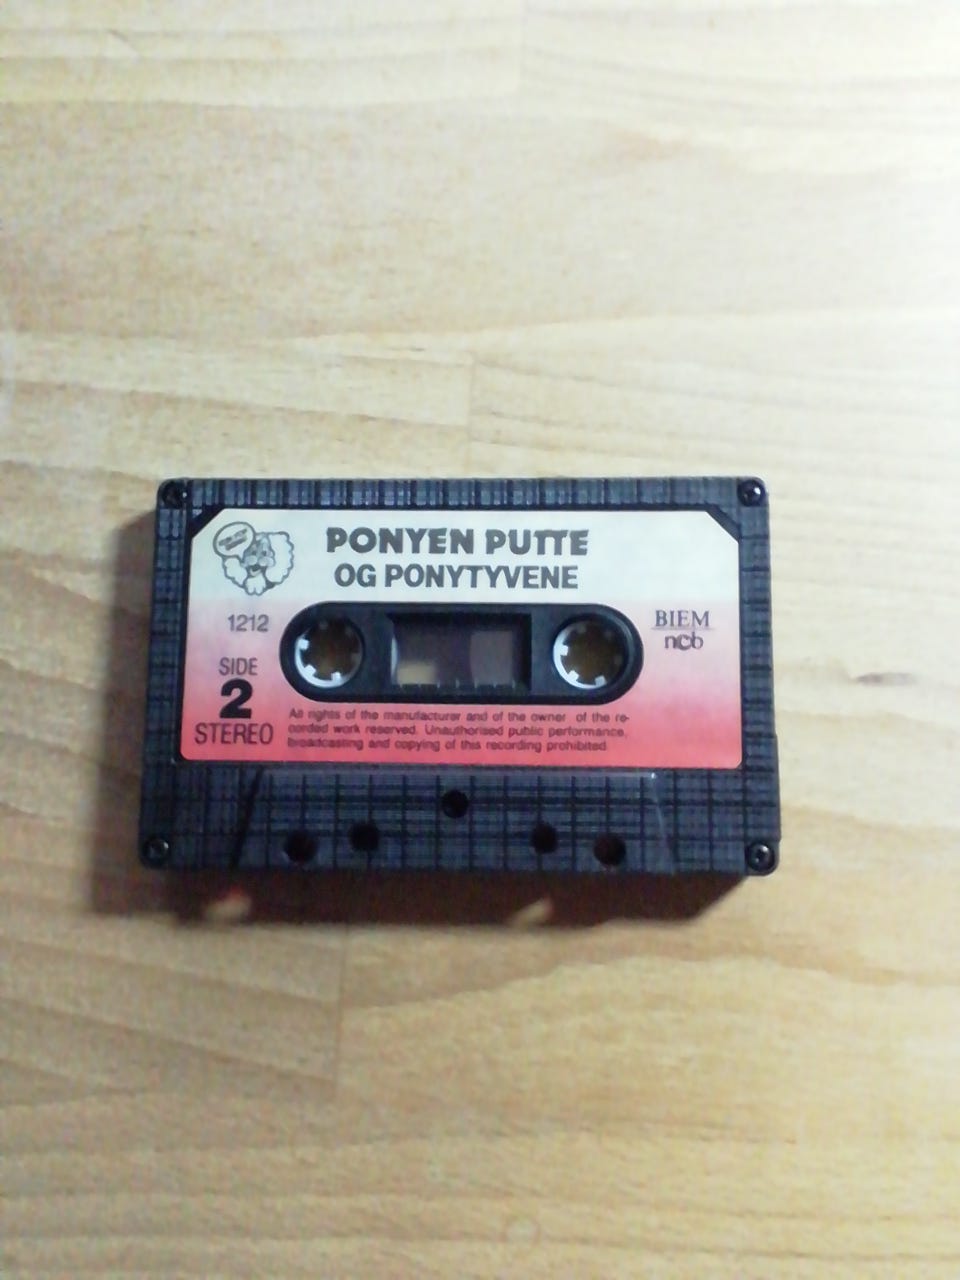 PONYEN PUTTE
OG PONYTYVENE
1212
BIEM
ncb
SIDE
2
STEREO
All rights of the manufacturer and of the owner of the re-
corded work reserved. Unauthorised public performance,
broadcasting and copying of this recording prohibited.